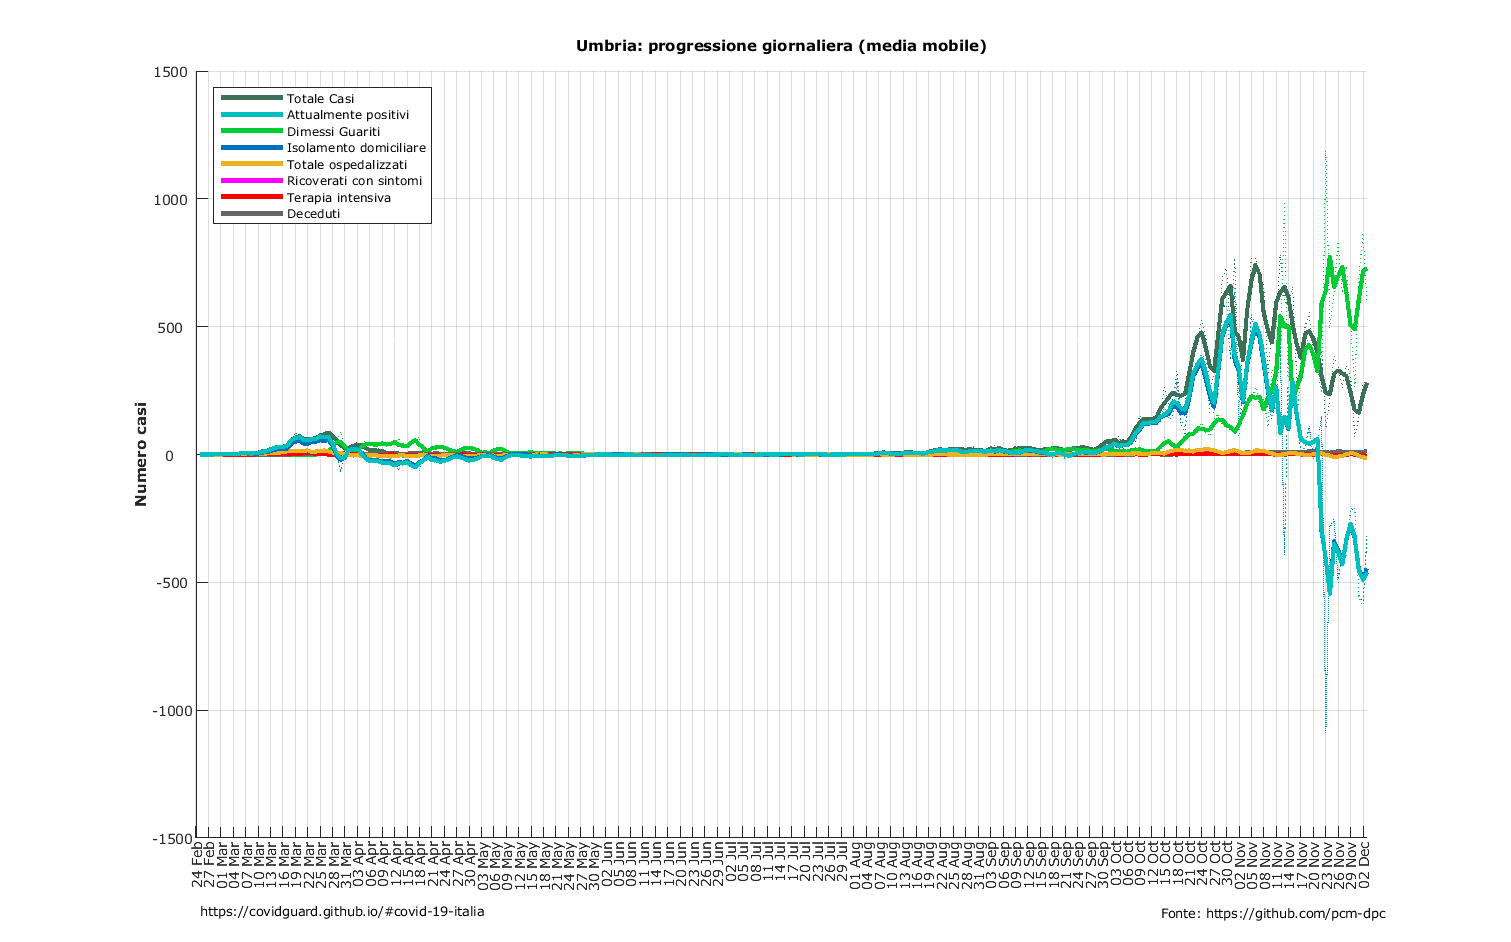 Umbria: progressione giornaliera (media mobile)
1500
1000
500
0
-500
-1000
-1500
Numero casi
Totale Casi
Attualmente positivi
Dimessi Guariti
Isolamento domiciliare
Totale ospedalizzati
Ricoverati con sintomi
Terapia intensiva
Deceduti
24 Feb
27 Feb
01 Mar
04 Mar
07 Mar
10 Mar
13 Mar
16 Mar
19 Mar
22 Mar
25 Mar
28 Mar
31 Mar
03 Apr
06 Apr
09 Apr
12 Apr
15 Apr
18 Apr
21 Apr
24 Apr
27 Apr
30 Apr
03 May
06 May
09 May
12 May
15 May
18 May
21 May
24 May
27 May
30 May
02 Jun
05 Jun
08 Jun
11 Jun
14 Jun
17 Jun
20 Jun
23 Jun
26 Jun
29 Jun
02 Jul
05 Jul
08 Jul
11 Jul
14 Jul
17 Jul
20 Jul
23 Jul
26 Jul
29 Jul
01 Aug
04 Aug
07 Aug
10 Aug
13 Aug
16 Aug
19 Aug
22 Aug
25 Aug
28 Aug
31 Aug
03 Sep
06 Sep
09 Sep
12 Sep
15 Sep
18 Sep
21 Sep
24 Sep
27 Sep
30 Sep
03 Oct
06 Oct
09 Oct
12 Oct
15 Oct
18 Oct
21 Oct
24 Oct
27 Oct
30 Oct
02 Nov
05 Nov
08 Nov
11 Nov
14 Nov
17 Nov
20 Nov
23 Nov
26 Nov
29 Nov
02 Dec
https://covidguard.github.io/#covid-19-italia
Fonte: https://github.com/pcm-dpc